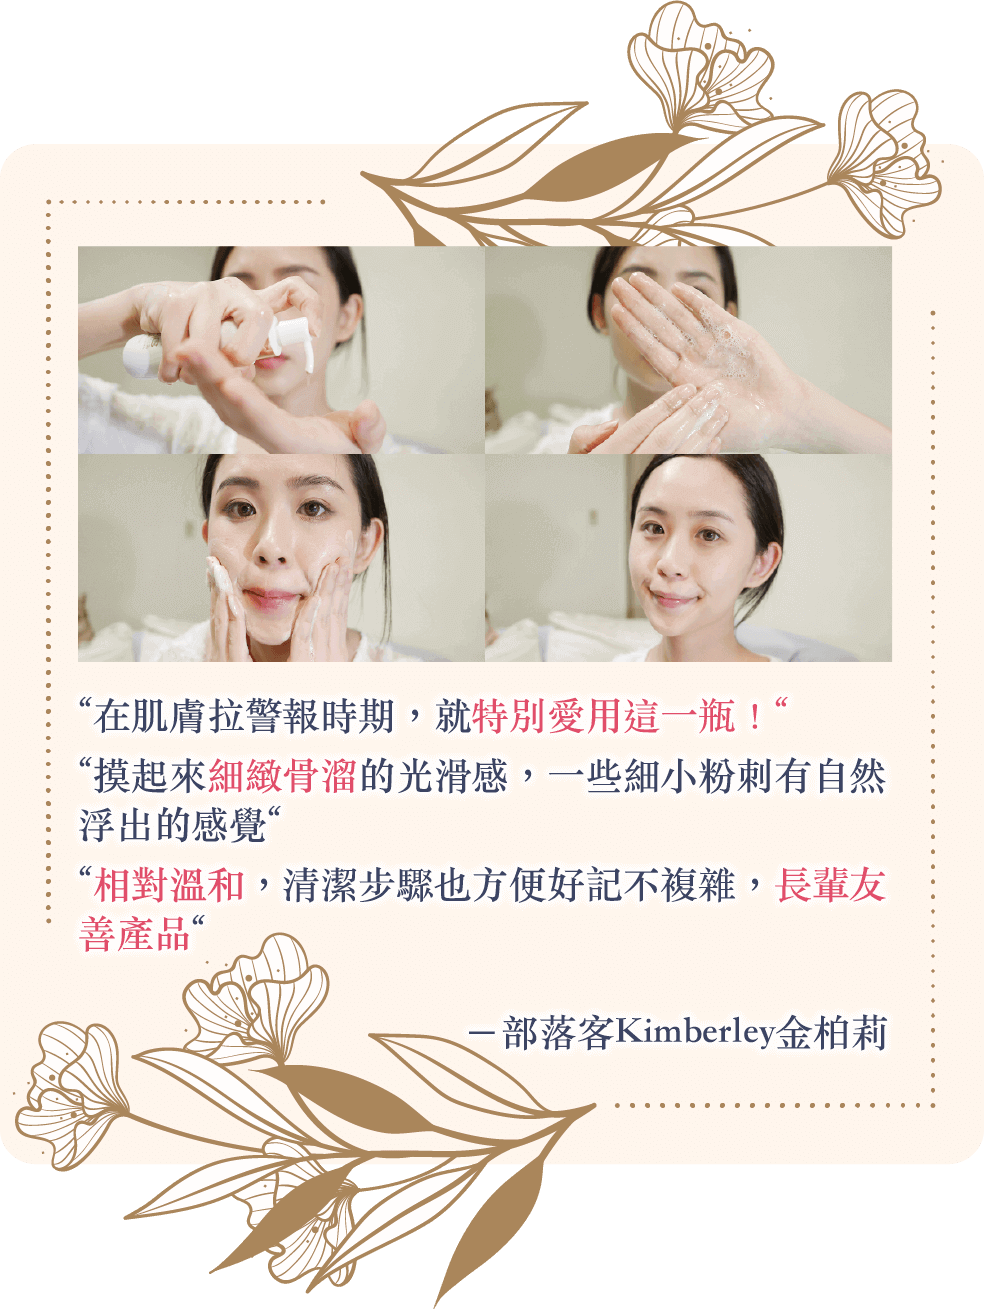 “在肌膚拉警報時期，就特別愛用這一瓶！“
“摸起來細緻骨溜的光滑感，一些細小粉刺有自然
浮出的感覺“
“相對溫和，清潔步驟也方便好記不複雜，長輩友
善產品“
－部落客Kimberley金柏莉